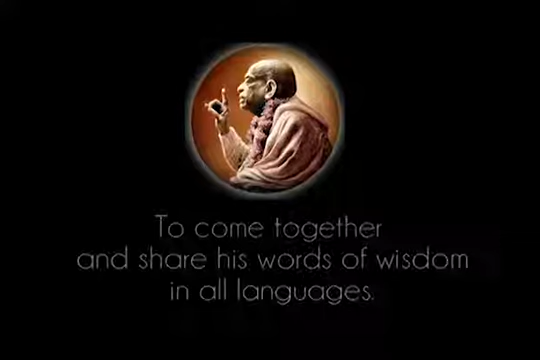 To come together
and share his words of wisdom
in all languages.